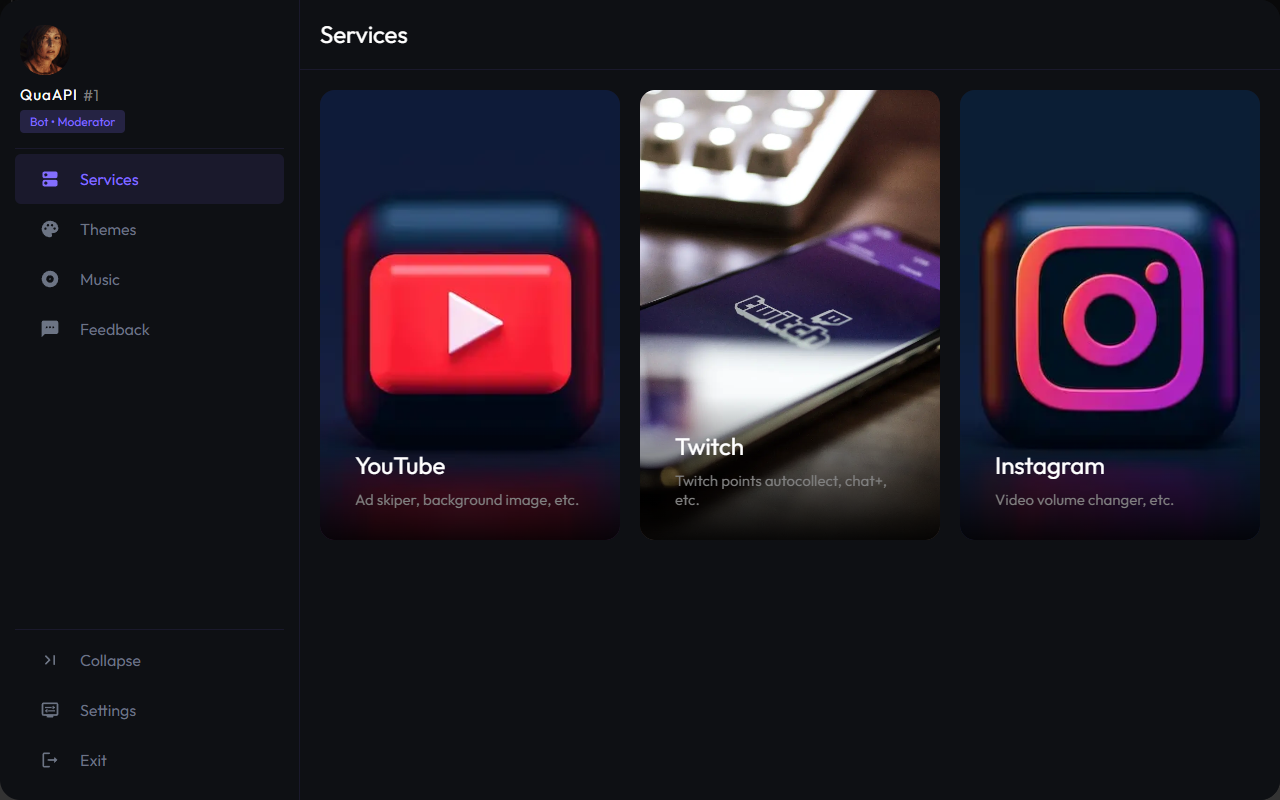 QuaAPI #1
Bot • Moderator
Services
Themes
Music
Feedback
Collapse
Settings
Exit
Services
YouTube
Ad skiper, background image, etc.
twitch
Twitch
Twitch points autocollect, chat+,
etc.
Instagram
Video volume changer, etc.